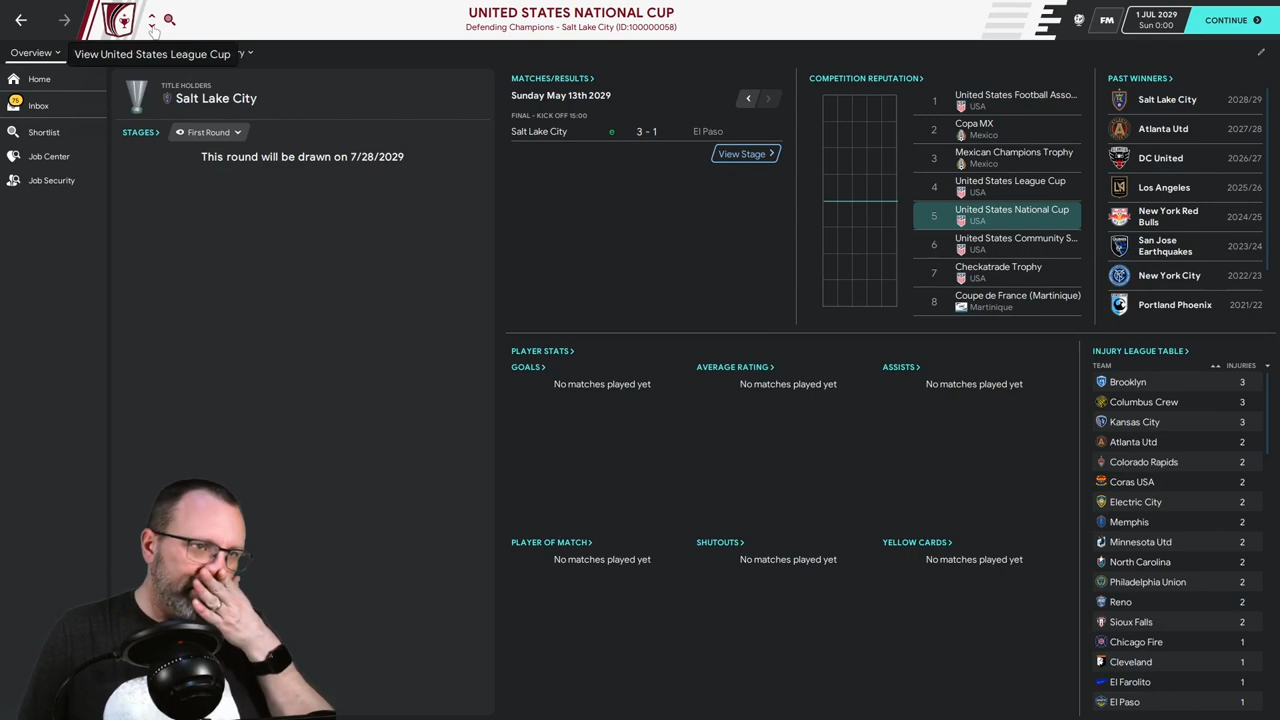 UNITED STATES NATIONAL CUP
Defending Champions - Salt Lake City (ID:100000058)
FM
1 JUL 2029
Sun 0:00
CONTINUE
Overview
View United States League Cup
Home
75
Inbox
Shortlist
Job Center
Job Security
TITLE HOLDERS
Salt Lake City
STAGES
First Round
This round will be drawn on 7/28/2029
MATCHES/RESULTS
Sunday May 13th 2029
FINAL - KICK OFF 15:00
Salt Lake City e 3 - 1 El Paso
View Stage
COMPETITION REPUTATION
1 United States Football Asso...
USA
2 Copa MX
Mexico
3 Mexican Champions Trophy
Mexico
4 United States League Cup
USA
5 United States National Cup
USA
6 United States Community S...
USA
7 Checkatrade Trophy
USA
8 Coupe de France (Martinique)
Martinique
PAST WINNERS
Salt Lake City 2028/29
Atlanta Utd 2027/28
DC United 2026/27
Los Angeles 2025/26
New York Red Bulls 2024/25
San Jose Earthquakes 2023/24
New York City 2022/23
Portland Phoenix 2021/22
PLAYER STATS
GOALS
No matches played yet
AVERAGE RATING
No matches played yet
ASSISTS
No matches played yet
PLAYER OF MATCH
No matches played yet
SHUTOUTS
No matches played yet
YELLOW CARDS
No matches played yet
INJURY LEAGUE TABLE
TEAM INJURIES
Brooklyn 3
Columbus Crew 3
Kansas City 3
Atlanta Utd 2
Colorado Rapids 2
Coras USA 2
Electric City 2
Memphis 2
Minnesota Utd 2
North Carolina 2
Philadelphia Union 2
Reno 2
Sioux Falls 2
Chicago Fire 1
Cleveland 1
El Farolito 1
El Paso 1